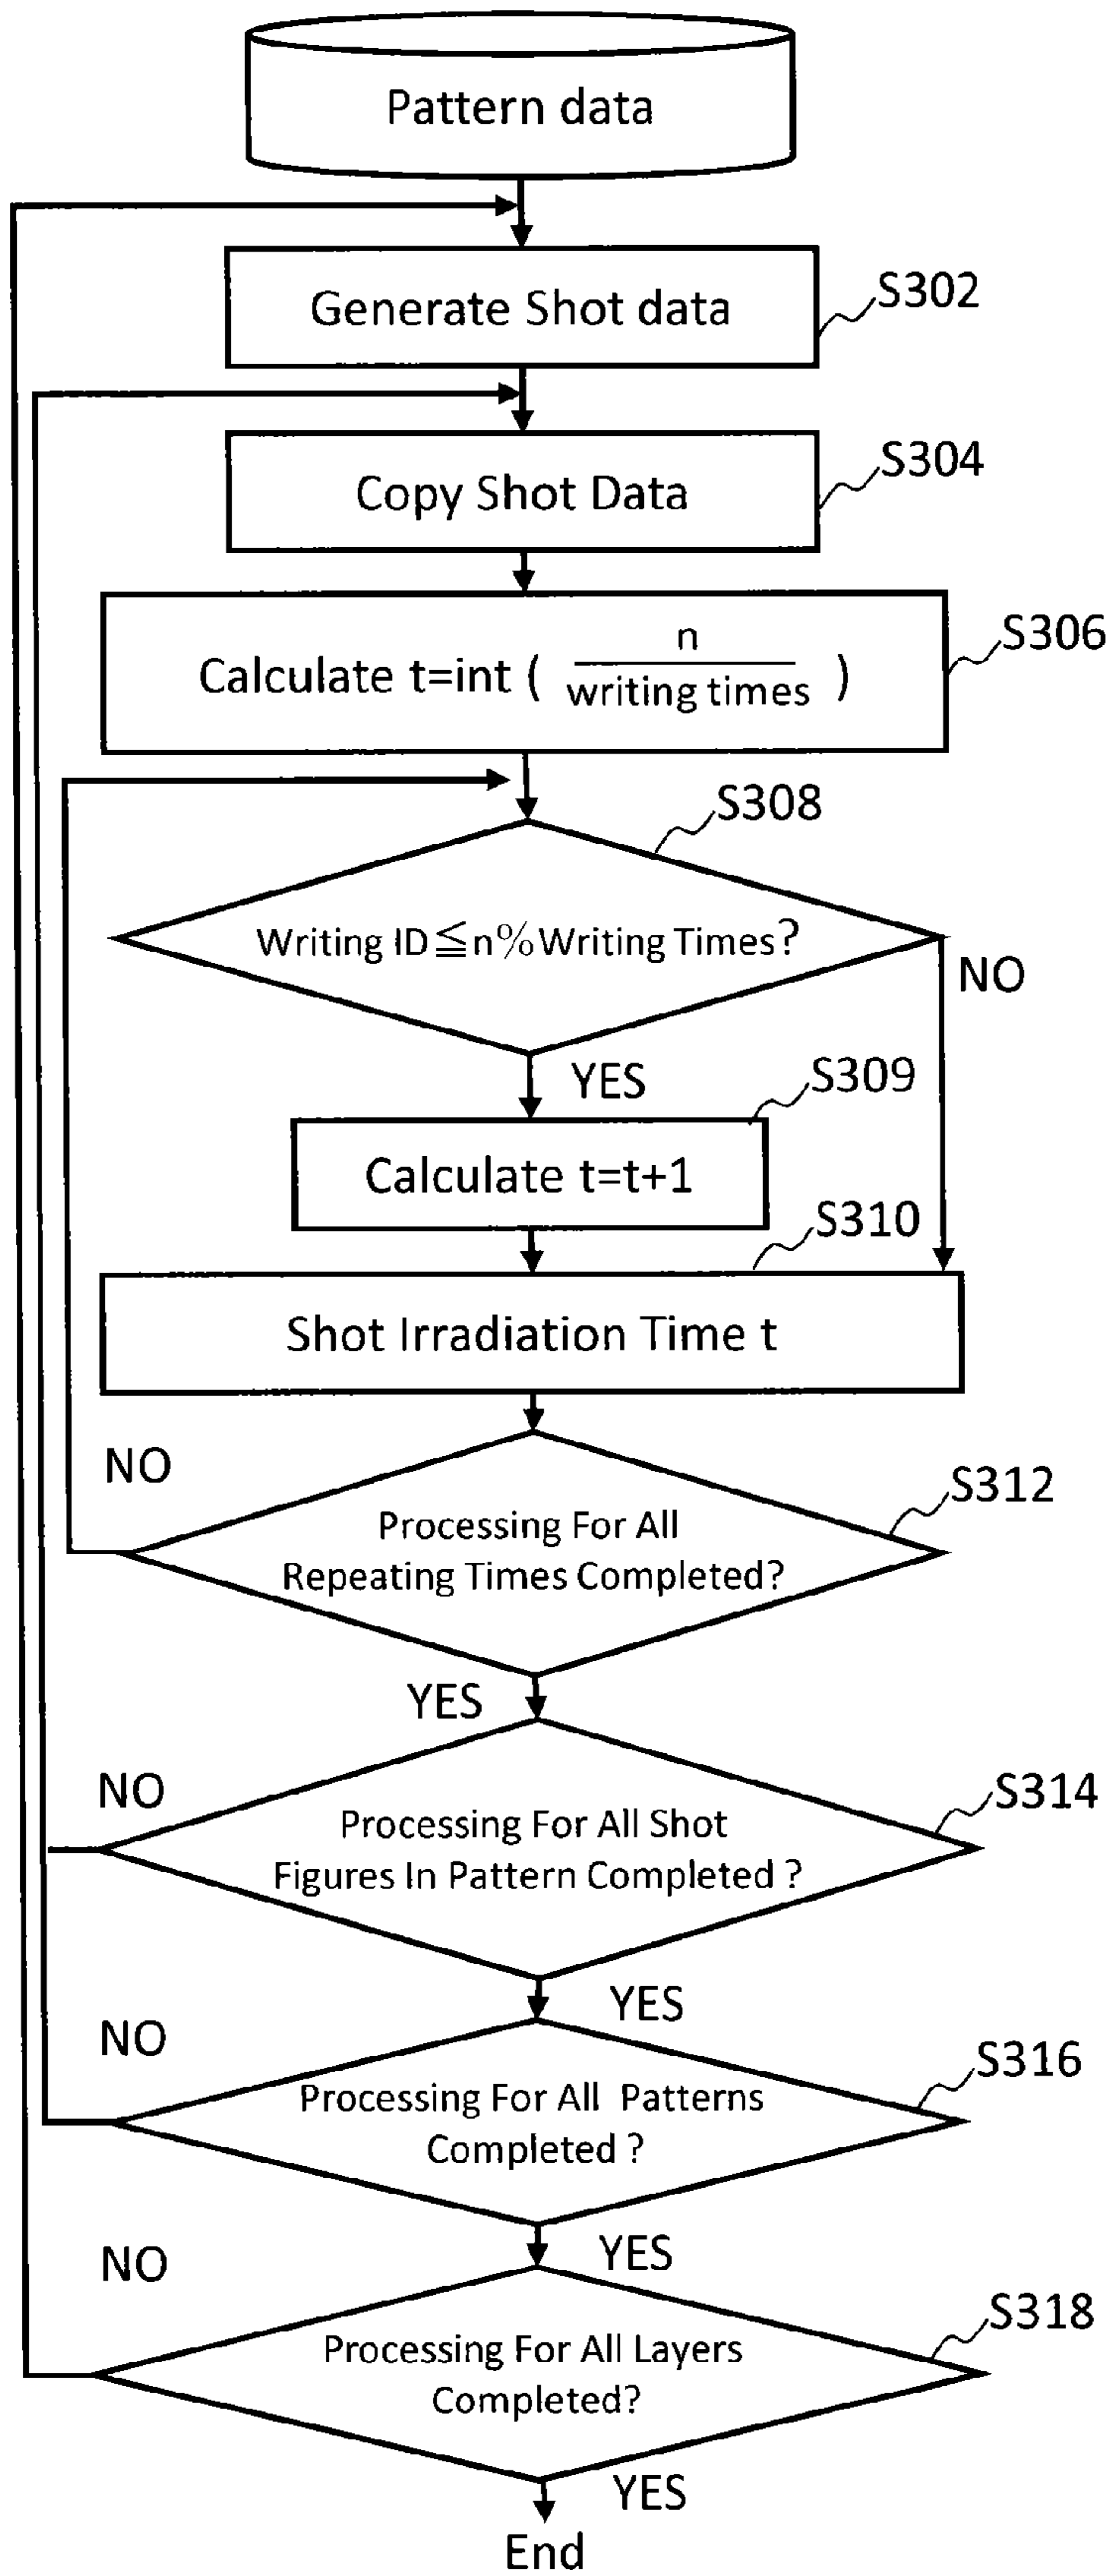 Pattern data
Generate Shot data
S302
Copy Shot Data
S304
Calculate t=int ( n / writing times )
S306
S308
Writing ID≦n%Writing Times?
NO
YES
S309
Calculate t=t+1
S310
Shot Irradiation Time t
NO
S312
Processing For All
Repeating Times Completed?
YES
NO
S314
Processing For All Shot
Figures In Pattern Completed ?
YES
NO
S316
Processing For All Patterns
Completed ?
YES
NO
S318
Processing For All Layers
Completed?
YES
End